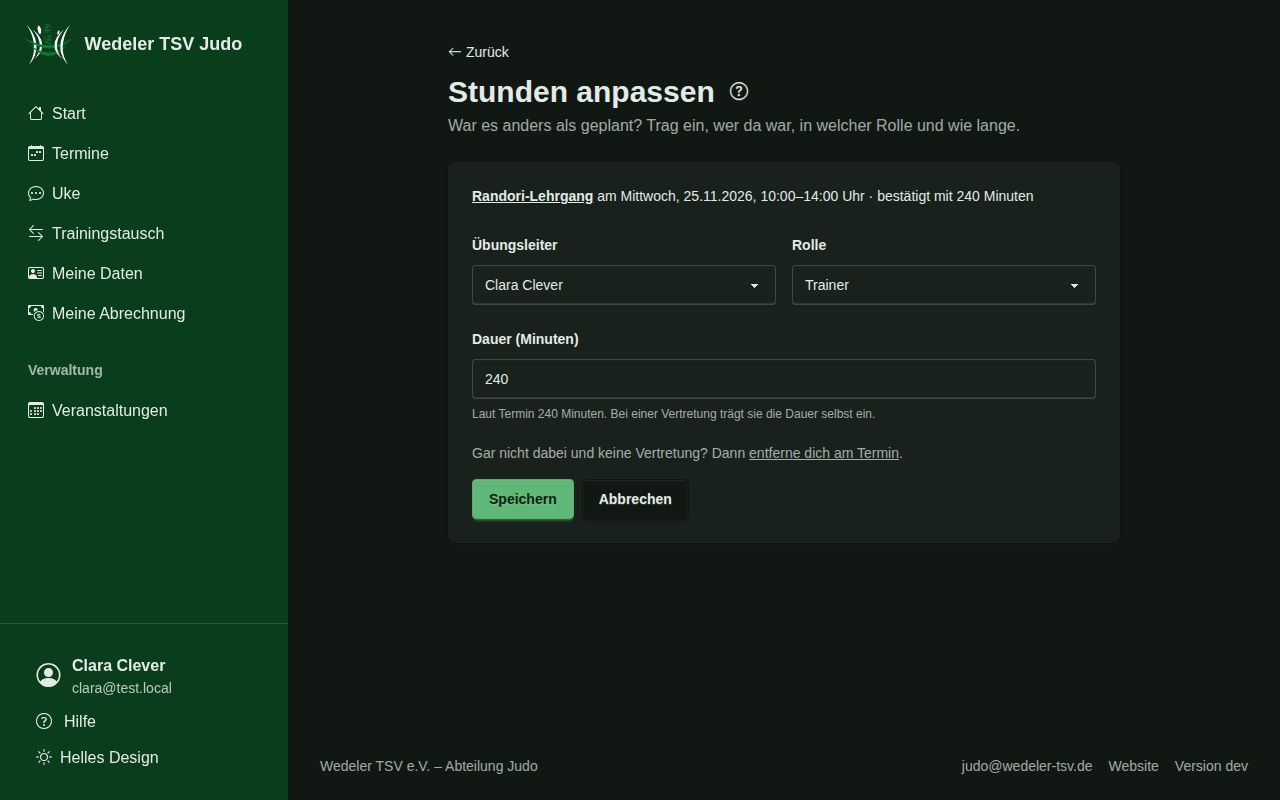 Wedeler TSV Judo
Start
Termine
Uke
Trainingstausch
Meine Daten
Meine Abrechnung
Verwaltung
Veranstaltungen
Clara Clever
clara@test.local
Hilfe
Helles Design
← Zurück
Stunden anpassen
War es anders als geplant? Trag ein, wer da war, in welcher Rolle und wie lange.
Randori-Lehrgang am Mittwoch, 25.11.2026, 10:00–14:00 Uhr · bestätigt mit 240 Minuten
Übungsleiter
Clara Clever
Rolle
Trainer
Dauer (Minuten)
240
Laut Termin 240 Minuten. Bei einer Vertretung trägt sie die Dauer selbst ein.
Gar nicht dabei und keine Vertretung? Dann entferne dich am Termin.
Speichern
Abbrechen
Wedeler TSV e.V. – Abteilung Judo
judo@wedeler-tsv.de
Website
Version dev